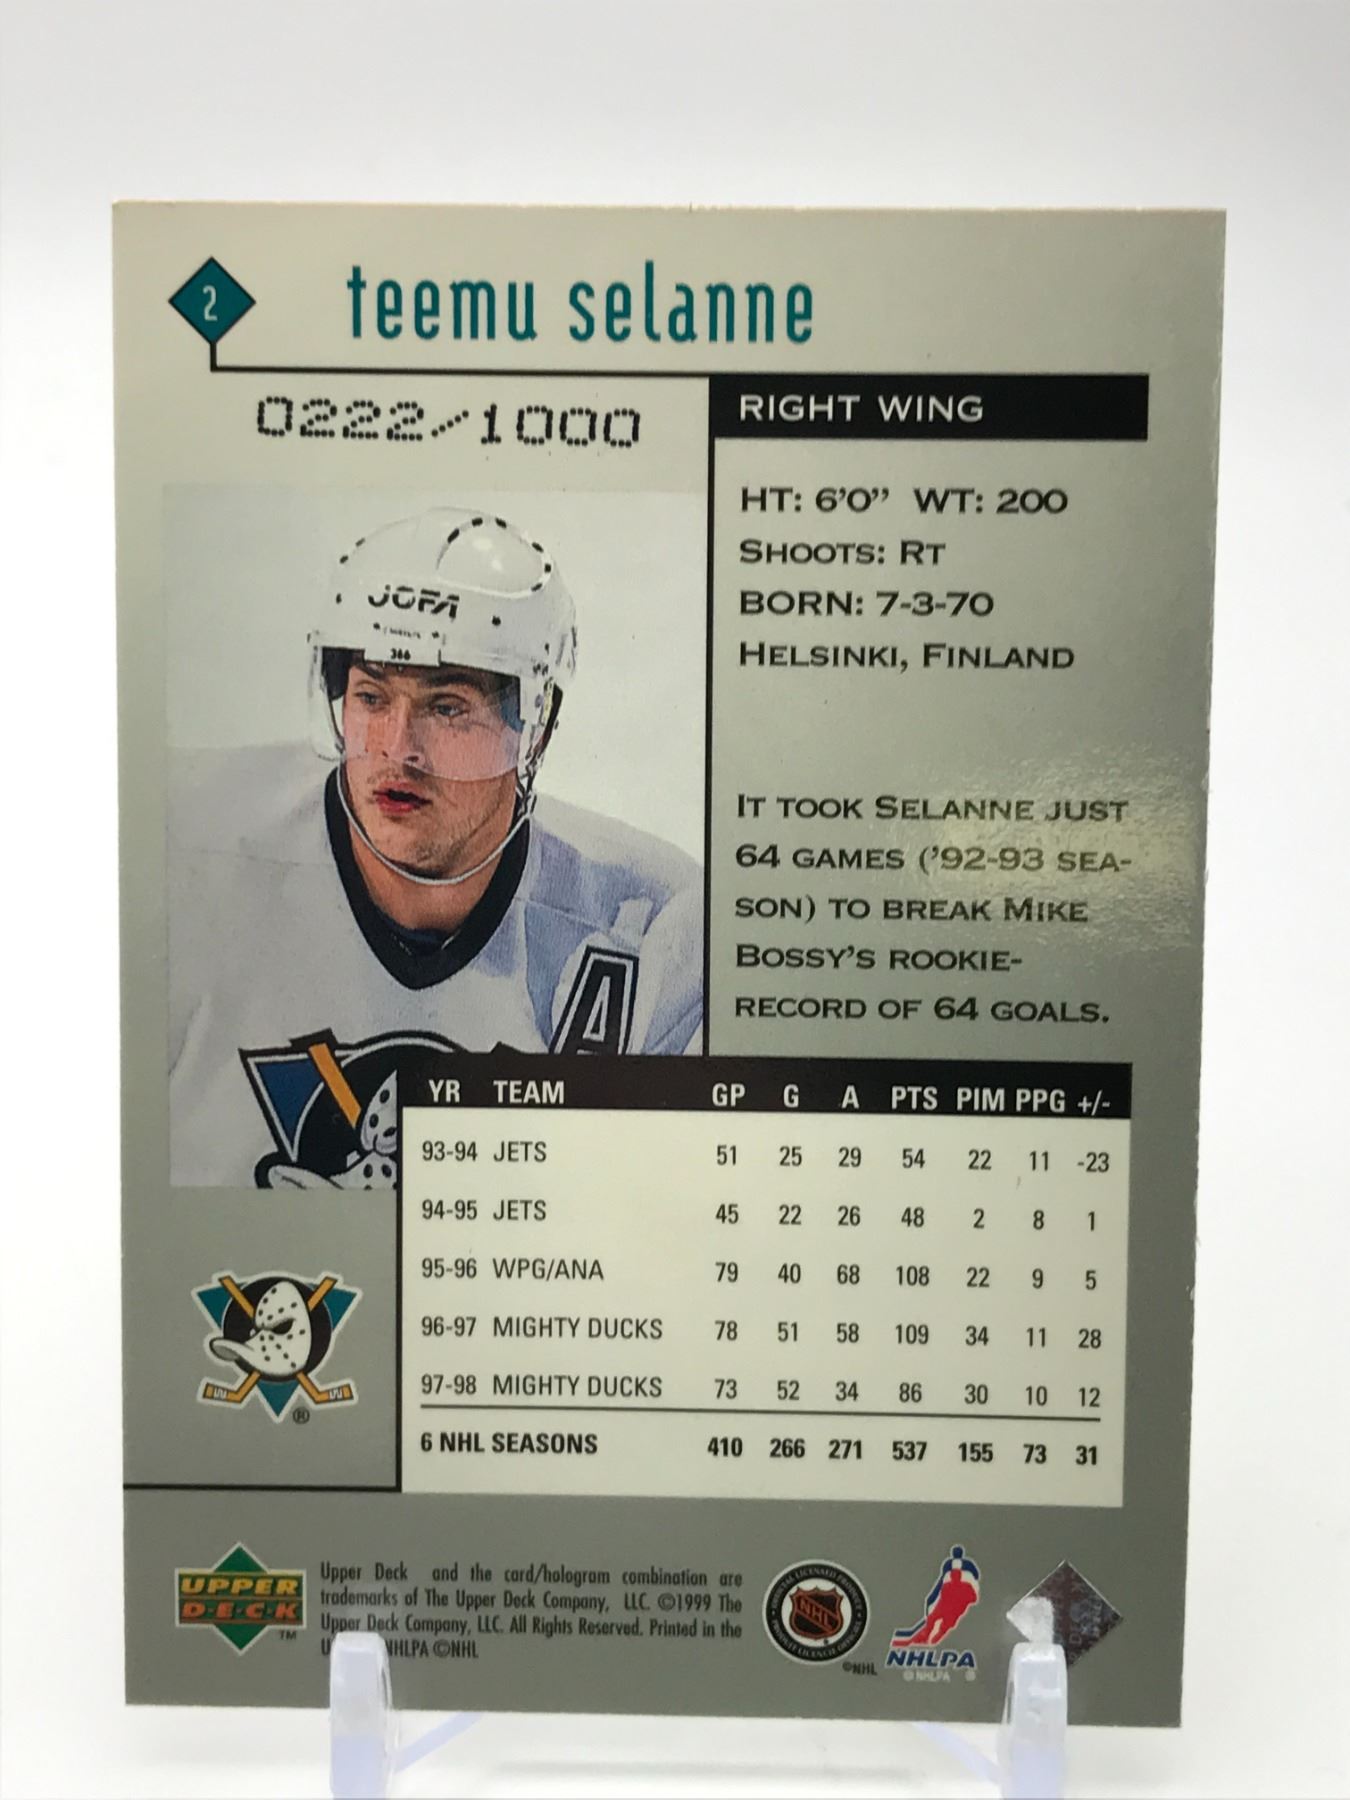 2
teemu selanne
0222/1000
RIGHT WING
HT: 6'0" WT: 200
SHOOTS: RT
BORN: 7-3-70
HELSINKI, FINLAND
JOFA
366
IT TOOK SELANNE JUST
64 GAMES ('92-93 SEA-
SON) TO BREAK MIKE
BOSSY'S ROOKIE-
RECORD OF 64 GOALS.
A
YR TEAM GP G A PTS PIM PPG +/-
93-94 JETS 51 25 29 54 22 11 -23
94-95 JETS 45 22 26 48 2 8 1
95-96 WPG/ANA 79 40 68 108 22 9 5
96-97 MIGHTY DUCKS 78 51 58 109 34 11 28
97-98 MIGHTY DUCKS 73 52 34 86 30 10 12
6 NHL SEASONS 410 266 271 537 155 73 31
®
UPPER
D·E·C·K
TM
Upper Deck and the card/hologram combination are
trademarks of The Upper Deck Company, LLC. ©1999 The
Upper Deck Company, LLC. All Rights Reserved. Printed in the
NHLPA ©NHL
NHL
©NHL
NHLPA
©NHLPA ®